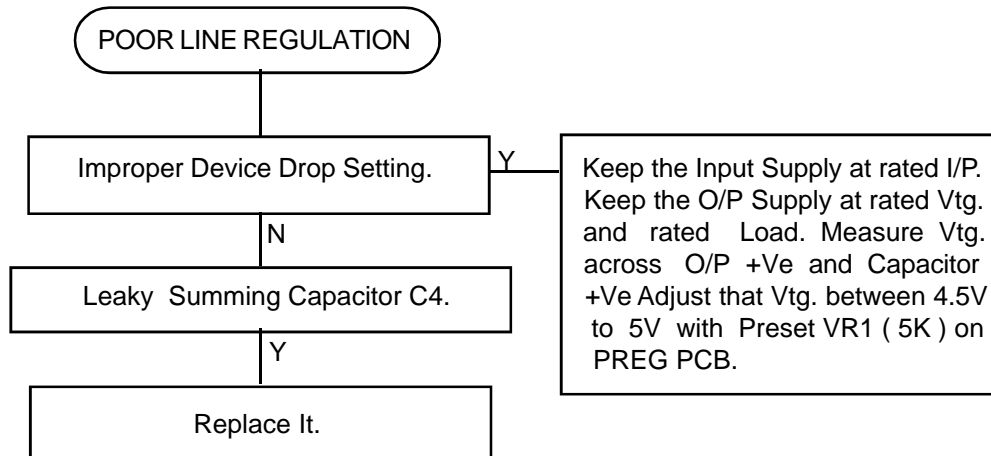 POOR LINE REGULATION
Improper Device Drop Setting.
Y
Keep the Input Supply at rated I/P.
Keep the O/P Supply at rated Vtg.
and rated Load. Measure Vtg.
across O/P +Ve and Capacitor
+Ve Adjust that Vtg. between 4.5V
to 5V with Preset VR1 ( 5K ) on
PREG PCB.
N
Leaky Summing Capacitor C4.
Y
Replace It.